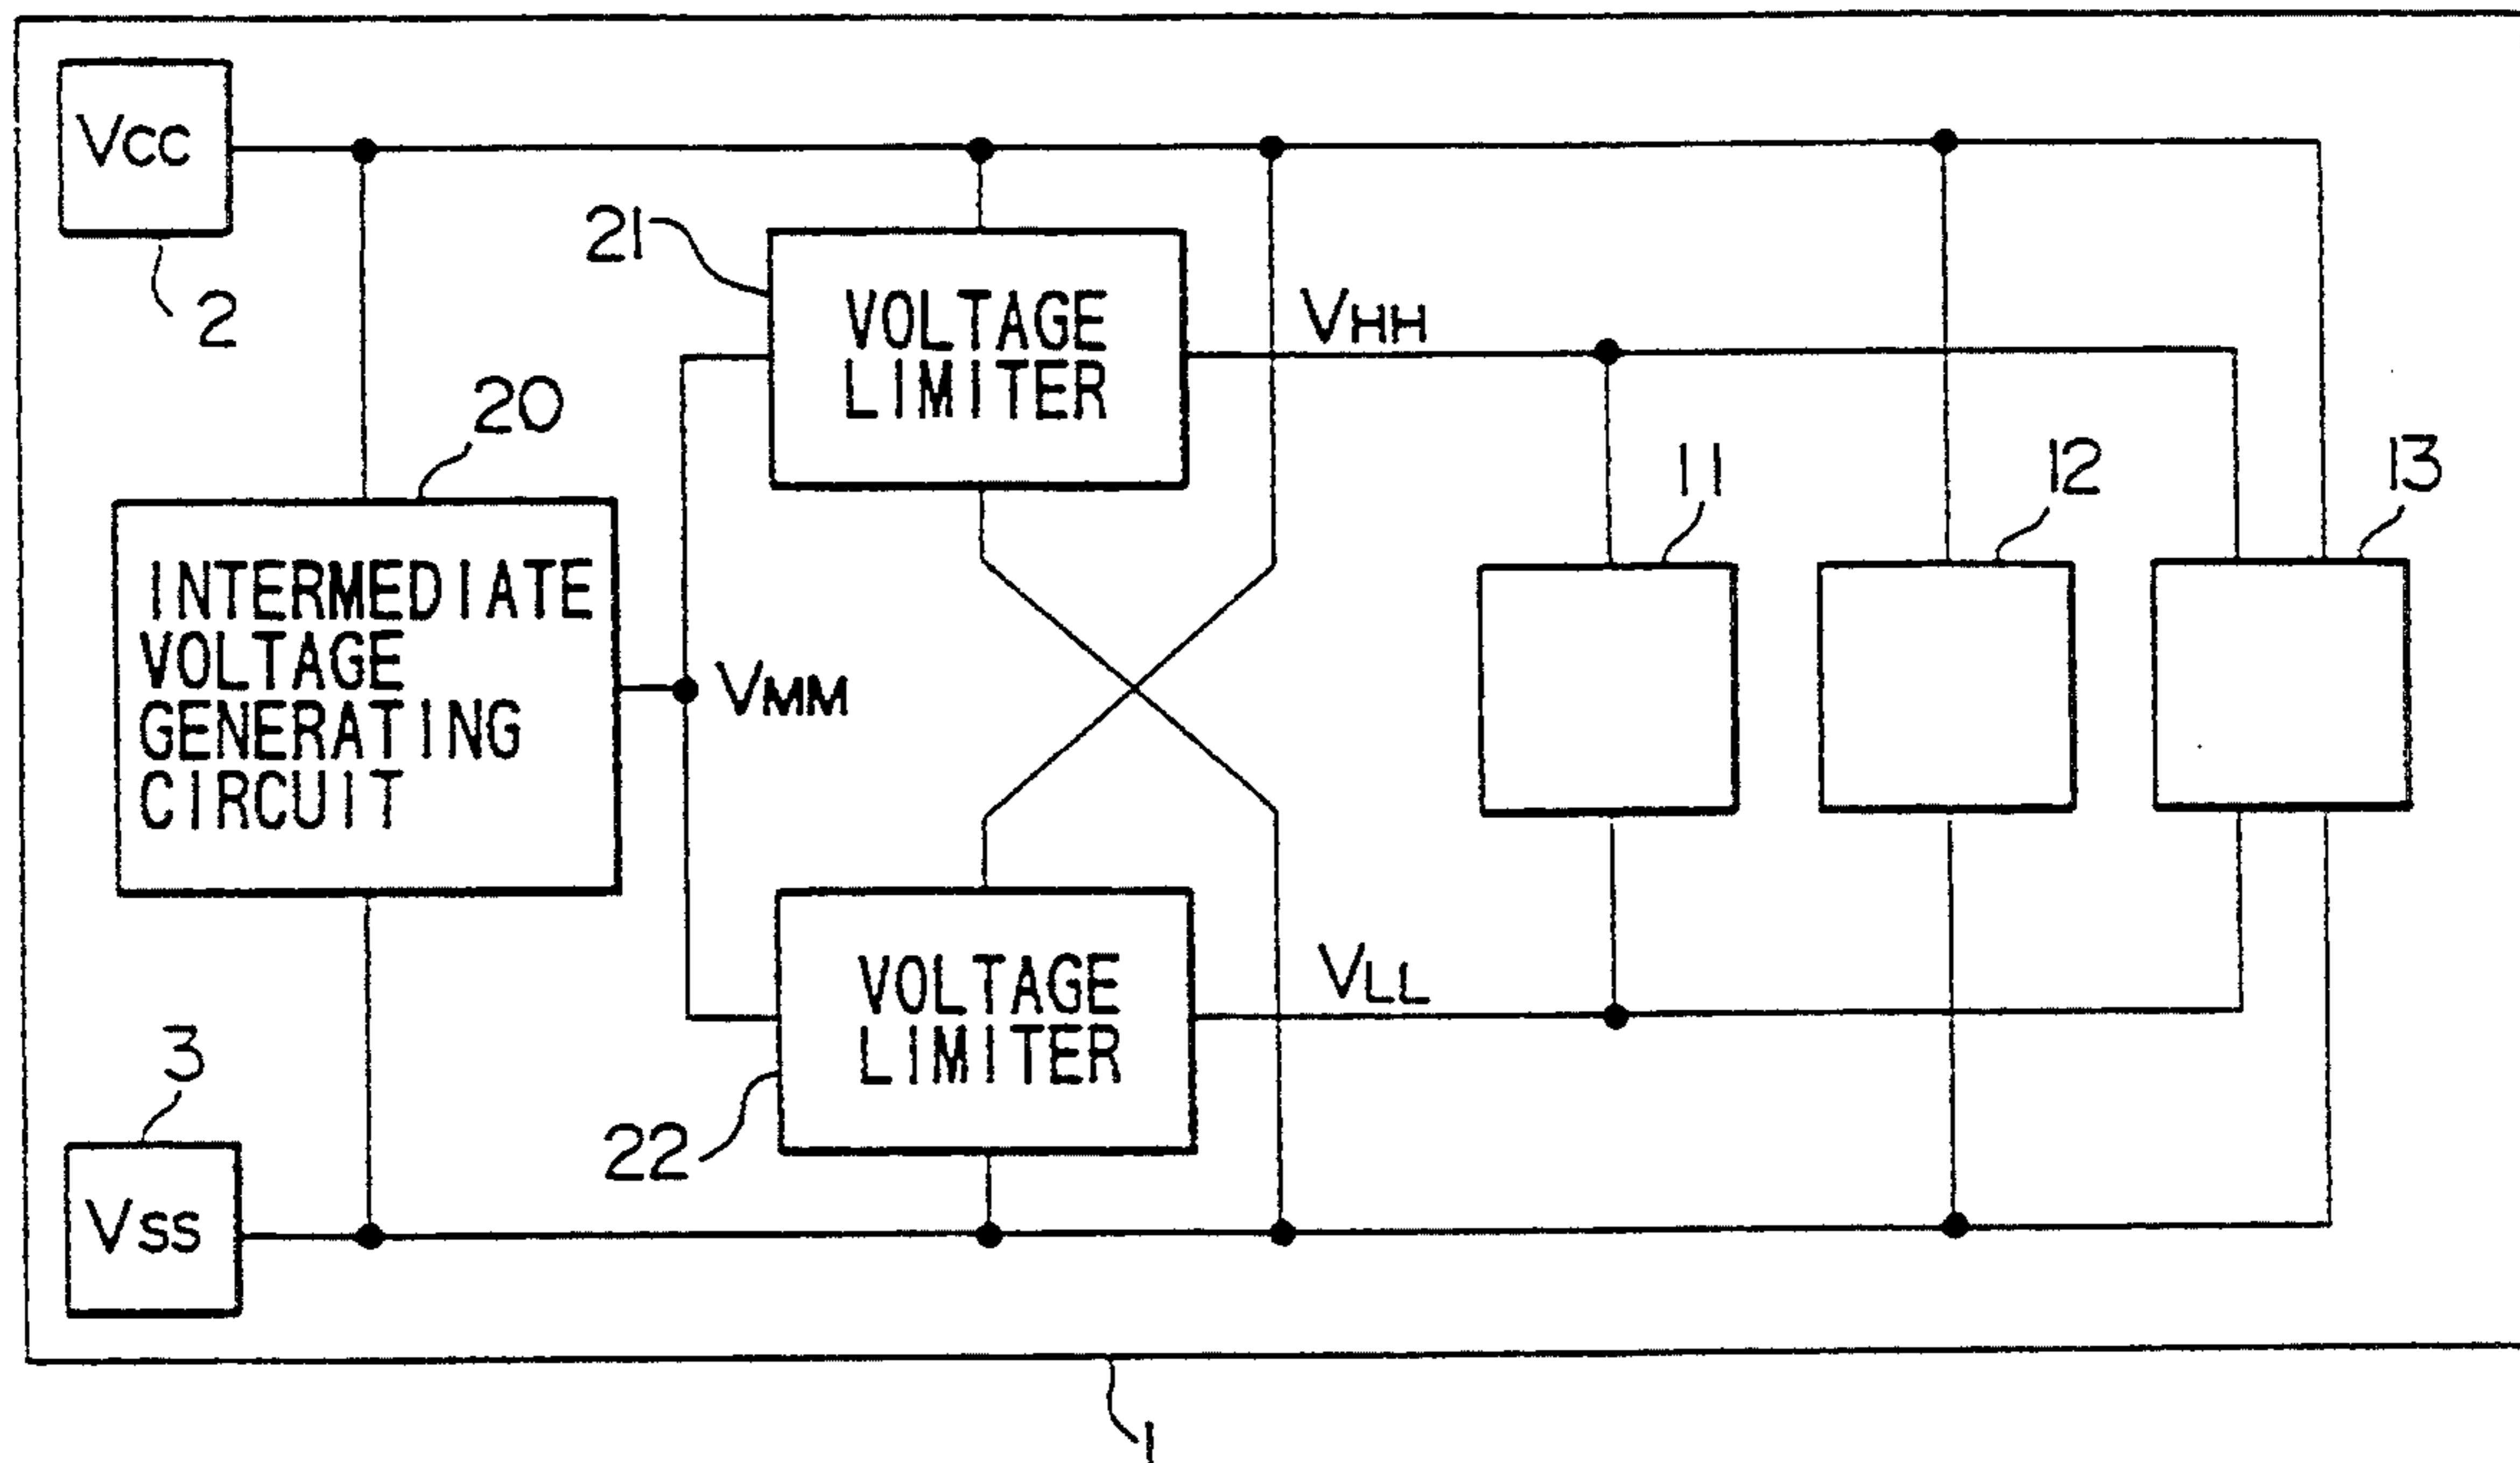 VCC
2
21
VOLTAGE
LIMITER
VHH
20
INTERMEDIATE
VOLTAGE
GENERATING
CIRCUIT
VMM
11
12
13
VOLTAGE
LIMITER
VLL
22
3
VSS
1